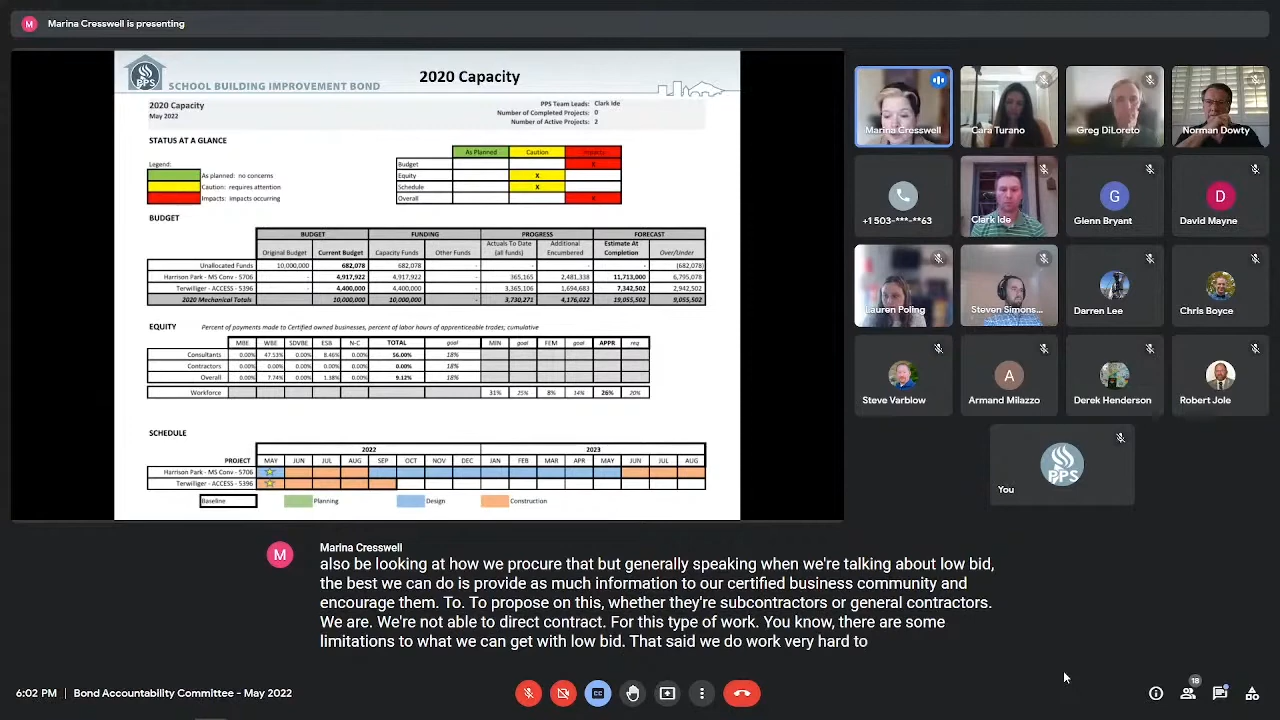 M Marina Cresswell is presenting
PPS SCHOOL BUILDING IMPROVEMENT BOND
2020 Capacity
2020 Capacity
May 2022
PPS Team Leads: Clark Ide
Number of Completed Projects: 0
Number of Active Projects: 2
STATUS AT A GLANCE
Legend:
As planned: no concerns
Caution: requires attention
Impacts: impacts occurring
As Planned Caution Impacts
Budget X
Equity X
Schedule X
Overall X
BUDGET
BUDGET FUNDING PROGRESS FORECAST
Original Budget Current Budget Capacity Funds Other Funds Actuals To Date (all funds) Additional Encumbered Estimate At Completion Over/Under
Unallocated Funds 10,000,000 682,078 682,078 - - - - (682,078)
Harrison Park - MS Conv - 5706 - 4,917,922 4,917,922 - 365,165 2,481,338 11,713,000 6,795,078
Terwilliger - ACCESS - 5396 - 4,400,000 4,400,000 - 3,365,106 1,694,683 7,342,502 2,942,502
2020 Mechanical Totals 10,000,000 10,000,000 - 3,730,271 4,176,022 19,055,502 9,055,502
EQUITY Percent of payments made to Certified owned businesses, percent of labor hours of apprenticeable trades; cumulative
MBE WBE SDVBE ESB N-C TOTAL goal MIN goal FEM goal APPR req
Consultants 0.00% 47.53% 0.00% 8.46% 0.00% 56.00% 18%
Contractors 0.00% 0.00% 0.00% 0.00% 0.00% 0.00% 18%
Overall 0.00% 7.74% 0.00% 1.38% 0.00% 9.12% 18%
Workforce 31% 25% 8% 14% 26% 20%
SCHEDULE
2022 2023
PROJECT MAY JUN JUL AUG SEP OCT NOV DEC JAN FEB MAR APR MAY JUN JUL AUG
Harrison Park - MS Conv - 5706
Terwilliger - ACCESS - 5396
Baseline Planning Design Construction
Marina Cresswell
Cara Turano
Greg DiLoreto
Norman Dowty
+1 503-***-**63
Clark Ide
G Glenn Bryant
D David Mayne
Lauren Poling
Steven Simons...
Darren Lee
Chris Boyce
Steve Varblow
A Armand Milazzo
Derek Henderson
Robert Jole
PPS
You
M Marina Cresswell
also be looking at how we procure that but generally speaking when we're talking about low bid,
the best we can do is provide as much information to our certified business community and
encourage them. To. To propose on this, whether they're subcontractors or general contractors.
We are. We're not able to direct contract. For this type of work. You know, there are some
limitations to what we can get with low bid. That said we do work very hard to
6:02 PM | Bond Accountability Committee - May 2022
CC
18